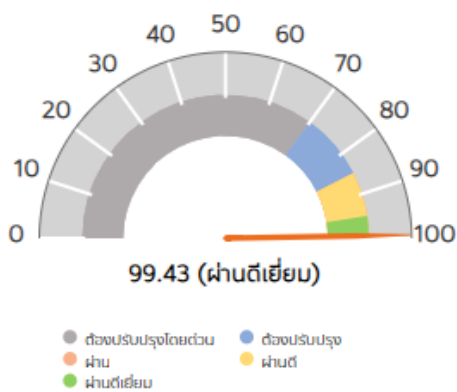 50
40
60
30
70
20
80
10
90
0
100
99.43 (ผ่านดีเยี่ยม)
ต้องปรับปรุงโดยด่วน
ต้องปรับปรุง
ผ่าน
ผ่านดี
ผ่านดีเยี่ยม